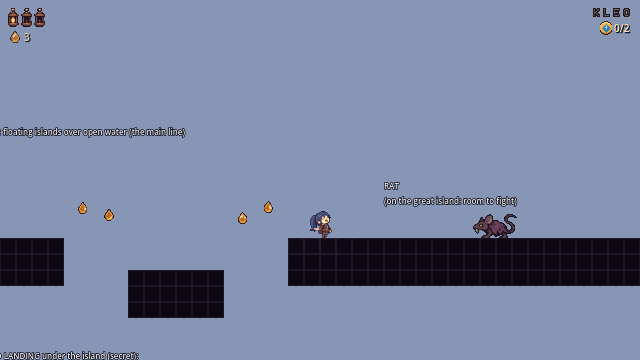 KLEO
3
0/2
: floating islands over open water (the main line)
RAT
(on the great island: room to fight)
LANDING under the island (secret):